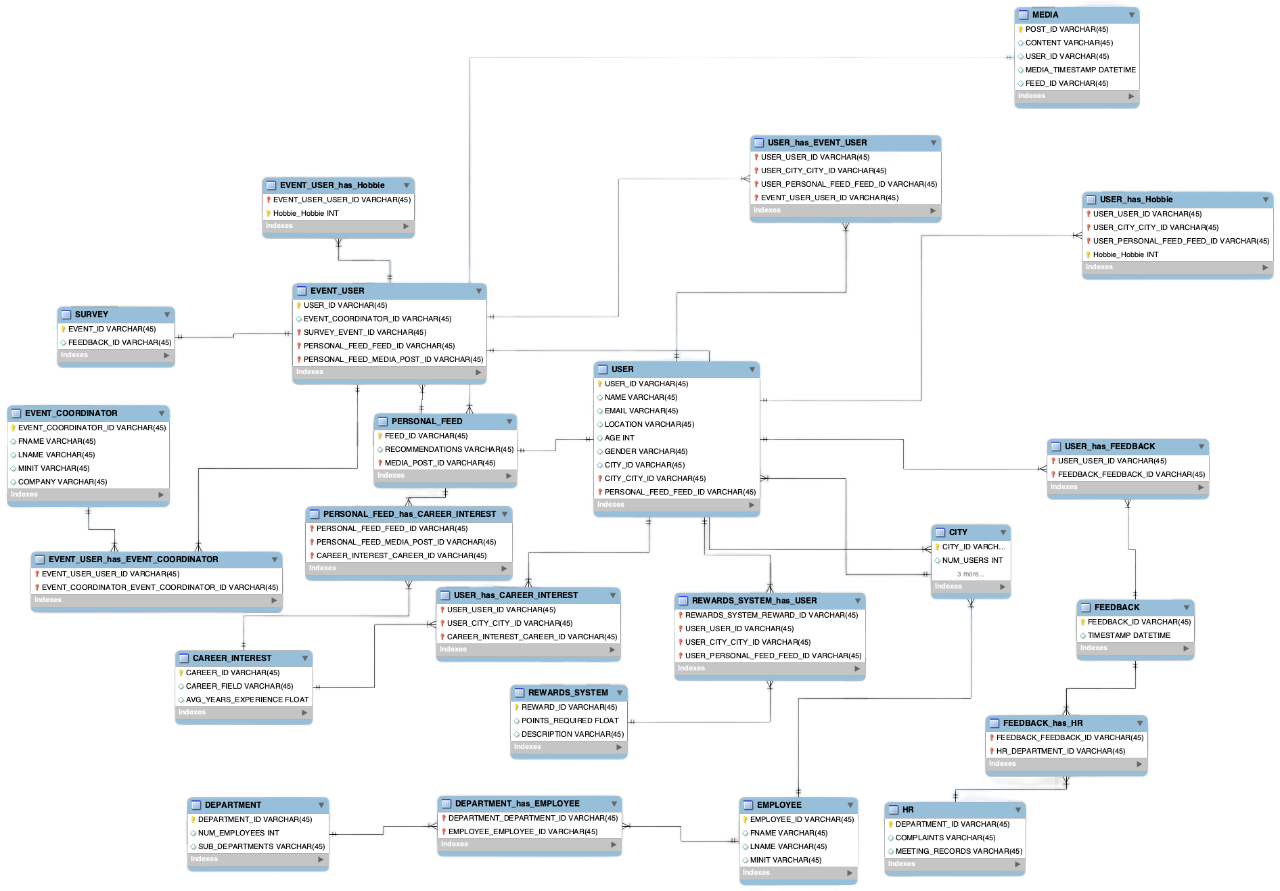 MEDIA
POST_ID VARCHAR(45)
CONTENT VARCHAR(45)
USER_ID VARCHAR(45)
MEDIA_TIMESTAMP DATETIME
FEED_ID VARCHAR(45)
Indexes
USER_has_EVENT_USER
USER_USER_ID VARCHAR(45)
USER_CITY_CITY_ID VARCHAR(45)
USER_PERSONAL_FEED_FEED_ID VARCHAR(45)
EVENT_USER_USER_ID VARCHAR(45)
Indexes
EVENT_USER_has_Hobbie
EVENT_USER_USER_ID VARCHAR(45)
Hobbie_Hobbie INT
Indexes
USER_has_Hobbie
USER_USER_ID VARCHAR(45)
USER_CITY_CITY_ID VARCHAR(45)
USER_PERSONAL_FEED_FEED_ID VARCHAR(45)
Hobbie_Hobbie INT
Indexes
EVENT_USER
USER_ID VARCHAR(45)
EVENT_COORDINATOR_ID VARCHAR(45)
SURVEY_EVENT_ID VARCHAR(45)
PERSONAL_FEED_FEED_ID VARCHAR(45)
PERSONAL_FEED_MEDIA_POST_ID VARCHAR(45)
Indexes
SURVEY
EVENT_ID VARCHAR(45)
FEEDBACK_ID VARCHAR(45)
Indexes
USER
USER_ID VARCHAR(45)
NAME VARCHAR(45)
EMAIL VARCHAR(45)
LOCATION VARCHAR(45)
AGE INT
GENDER VARCHAR(45)
CITY_ID VARCHAR(45)
CITY_CITY_ID VARCHAR(45)
PERSONAL_FEED_FEED_ID VARCHAR(45)
Indexes
EVENT_COORDINATOR
EVENT_COORDINATOR_ID VARCHAR(45)
FNAME VARCHAR(45)
LNAME VARCHAR(45)
MINIT VARCHAR(45)
COMPANY VARCHAR(45)
Indexes
PERSONAL_FEED
FEED_ID VARCHAR(45)
RECOMMENDATIONS VARCHAR(45)
MEDIA_POST_ID VARCHAR(45)
Indexes
USER_has_FEEDBACK
USER_USER_ID VARCHAR(45)
FEEDBACK_FEEDBACK_ID VARCHAR(45)
Indexes
PERSONAL_FEED_has_CAREER_INTEREST
PERSONAL_FEED_FEED_ID VARCHAR(45)
PERSONAL_FEED_MEDIA_POST_ID VARCHAR(45)
CAREER_INTEREST_CAREER_ID VARCHAR(45)
Indexes
CITY
CITY_ID VARCH...
NUM_USERS INT
3 more...
Indexes
EVENT_USER_has_EVENT_COORDINATOR
EVENT_USER_USER_ID VARCHAR(45)
EVENT_COORDINATOR_EVENT_COORDINATOR_ID VARCHAR(45)
Indexes
USER_has_CAREER_INTEREST
USER_USER_ID VARCHAR(45)
USER_CITY_CITY_ID VARCHAR(45)
CAREER_INTEREST_CAREER_ID VARCHAR(45)
Indexes
REWARDS_SYSTEM_has_USER
REWARDS_SYSTEM_REWARD_ID VARCHAR(45)
USER_USER_ID VARCHAR(45)
USER_CITY_CITY_ID VARCHAR(45)
USER_PERSONAL_FEED_FEED_ID VARCHAR(45)
Indexes
FEEDBACK
FEEDBACK_ID VARCHAR(45)
TIMESTAMP DATETIME
Indexes
CAREER_INTEREST
CAREER_ID VARCHAR(45)
CAREER_FIELD VARCHAR(45)
AVG_YEARS_EXPERIENCE FLOAT
Indexes
REWARDS_SYSTEM
REWARD_ID VARCHAR(45)
POINTS_REQUIRED FLOAT
DESCRIPTION VARCHAR(45)
Indexes
FEEDBACK_has_HR
FEEDBACK_FEEDBACK_ID VARCHAR(45)
HR_DEPARTMENT_ID VARCHAR(45)
Indexes
DEPARTMENT
DEPARTMENT_ID VARCHAR(45)
NUM_EMPLOYEES INT
SUB_DEPARTMENTS VARCHAR(45)
Indexes
DEPARTMENT_has_EMPLOYEE
DEPARTMENT_DEPARTMENT_ID VARCHAR(45)
EMPLOYEE_EMPLOYEE_ID VARCHAR(45)
Indexes
EMPLOYEE
EMPLOYEE_ID VARCHAR(45)
FNAME VARCHAR(45)
LNAME VARCHAR(45)
MINIT VARCHAR(45)
Indexes
HR
DEPARTMENT_ID VARCHAR(45)
COMPLAINTS VARCHAR(45)
MEETING_RECORDS VARCHAR(45)
Indexes